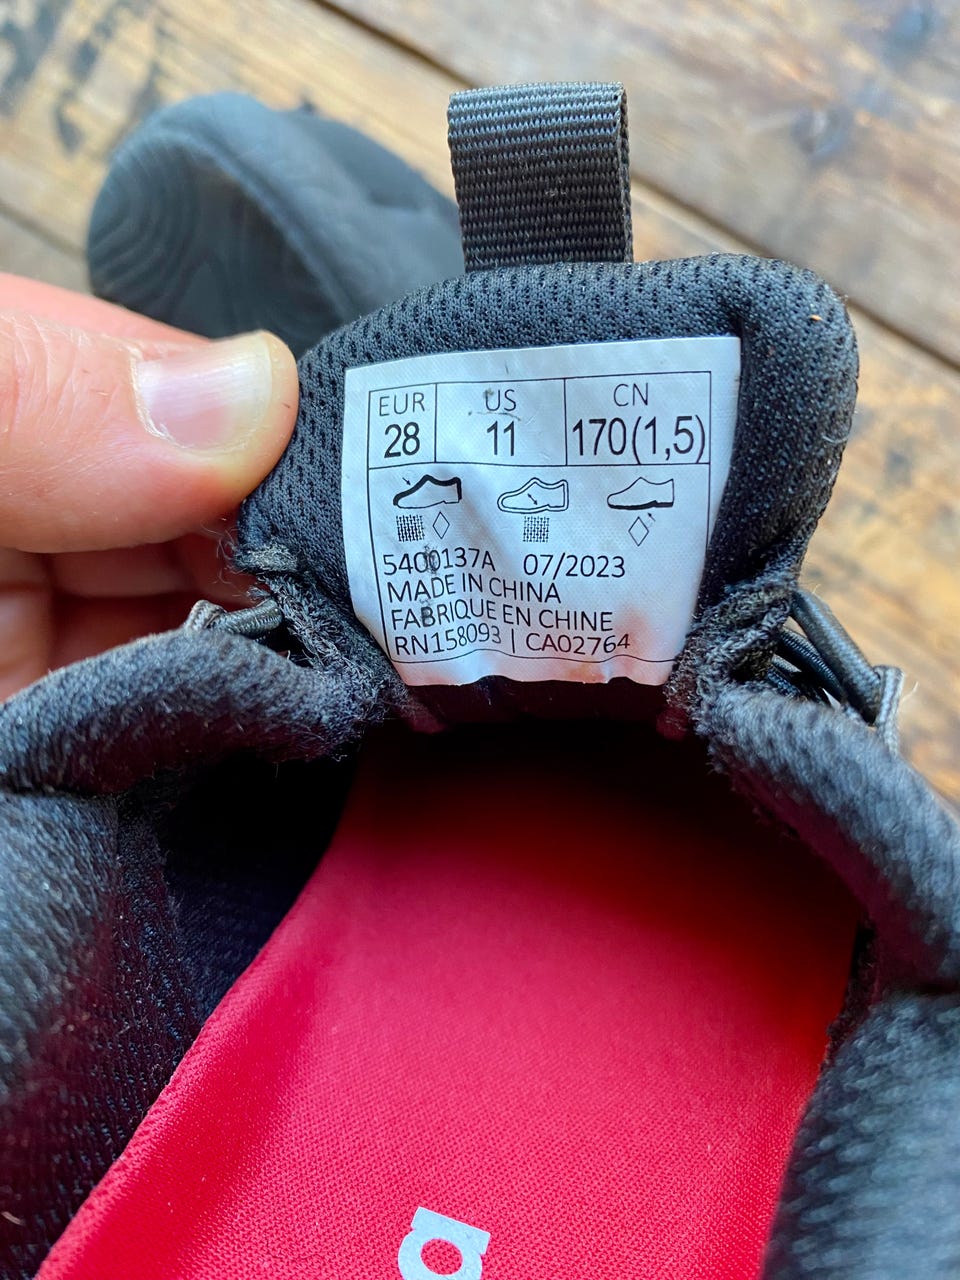 EUR US CN
28 11 170(1,5)
5400137A 07/2023
MADE IN CHINA
FABRIQUE EN CHINE
RN158093 | CA02764
a